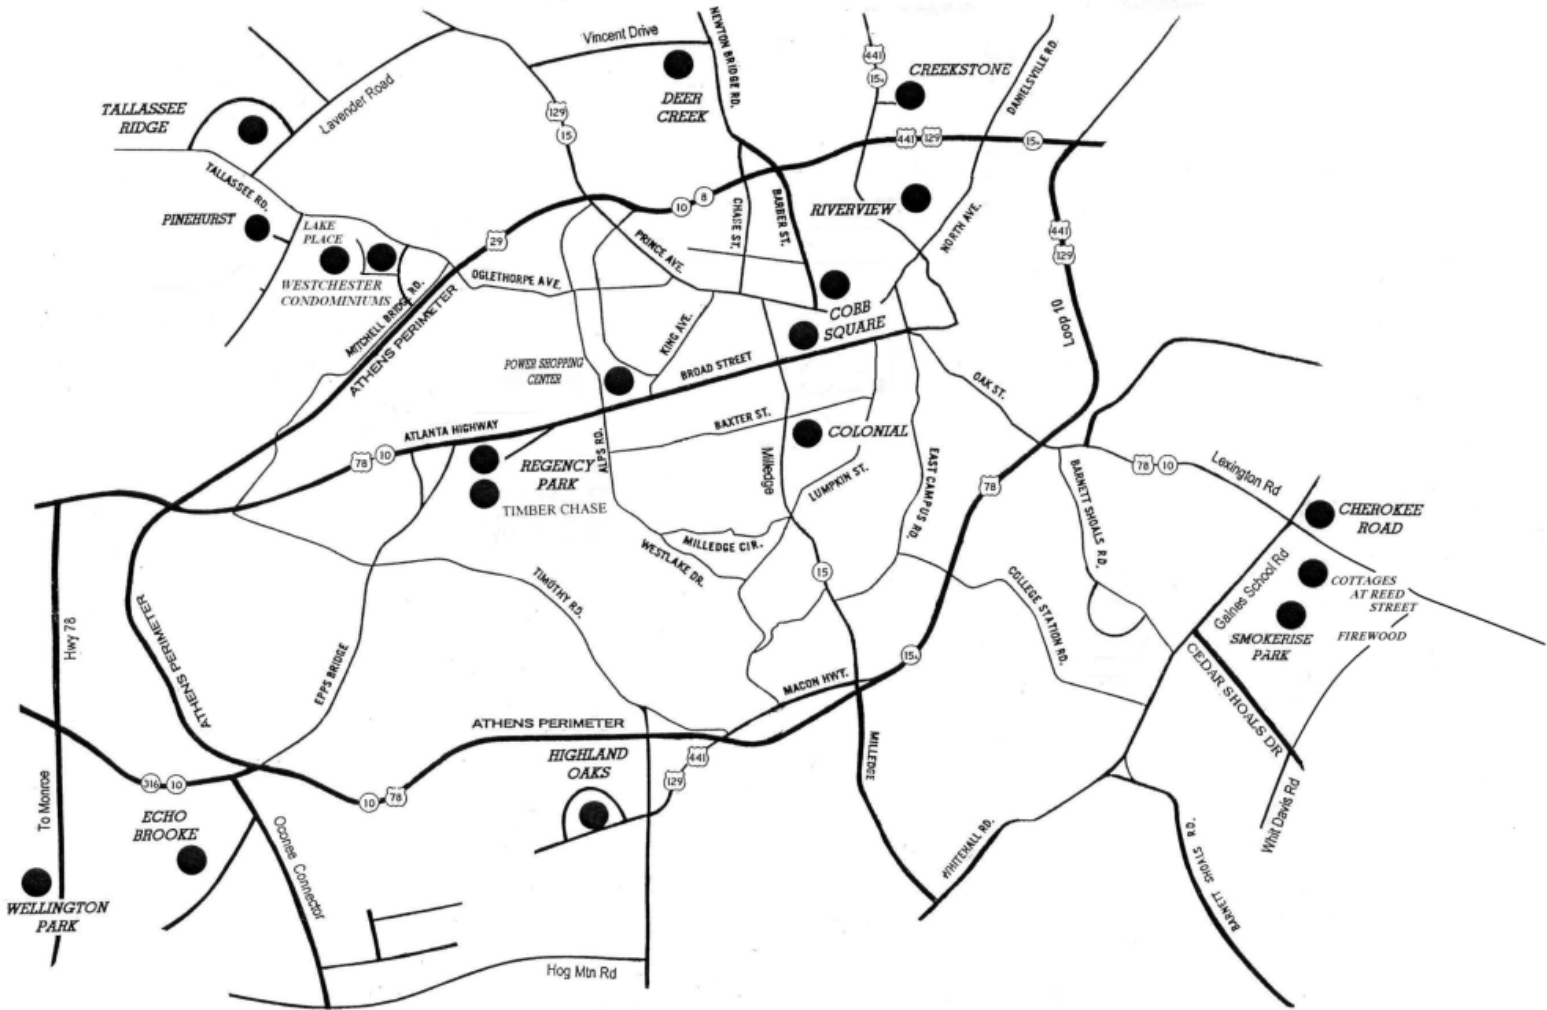 Vincent Drive
NEWTON BRIDGE RD.
441
15A
CREEKSTONE
DANIELSVILLE RD.
DEER
CREEK
Lavender Road
TALLASSEE
RIDGE
129
15
441
129
15A
TALLASSEE RD.
PINEHURST
LAKE
PLACE
WESTCHESTER
CONDOMINIUMS
29
10
8
CHASE ST.
BARBER ST.
RIVERVIEW
NORTH AVE.
441
129
Loop 10
PRINCE AVE.
OGLETHORPE AVE.
MITCHELL BRIDGE RD.
ATHENS PERIMETER
COBB
SQUARE
KING AVE.
POWER SHOPPING
CENTER
BROAD STREET
OAK ST.
ATLANTA HIGHWAY
78
10
ALPS RD.
BAXTER ST.
COLONIAL
Milledge
LUMPKIN ST.
EAST CAMPUS RD.
REGENCY
PARK
TIMBER CHASE
78
BARNETT SHOALS RD.
78
10
Lexington Rd
CHEROKEE
ROAD
MILLEDGE CIR.
WESTLAKE DR.
15
TIMOTHY RD.
COLLEGE STATION RD.
Gaines School Rd
COTTAGES
AT REED
STREET
SMOKERISE
PARK
FIREWOOD
CEDAR SHOALS DR
Hwy 78
ATHENS PERIMETER
EPPS BRIDGE
15A
MACON HWY.
ATHENS PERIMETER
HIGHLAND
OAKS
441
129
MILLEDGE
316
10
10
78
To Monroe
ECHO
BROOKE
Oconee Connector
WHITEHALL RD.
BARNETT SHOALS RD.
Whit Davis Rd
WELLINGTON
PARK
Hog Mtn Rd